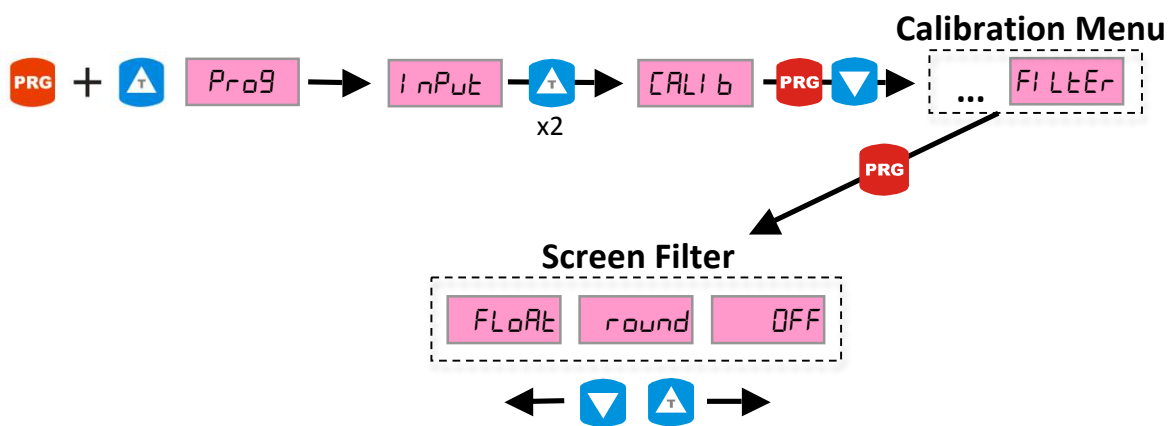 Calibration Menu
PRG + T Prog InPut T CALIb PRG ... FILtEr
x2
PRG
Screen Filter
FLoAt round OFF
T